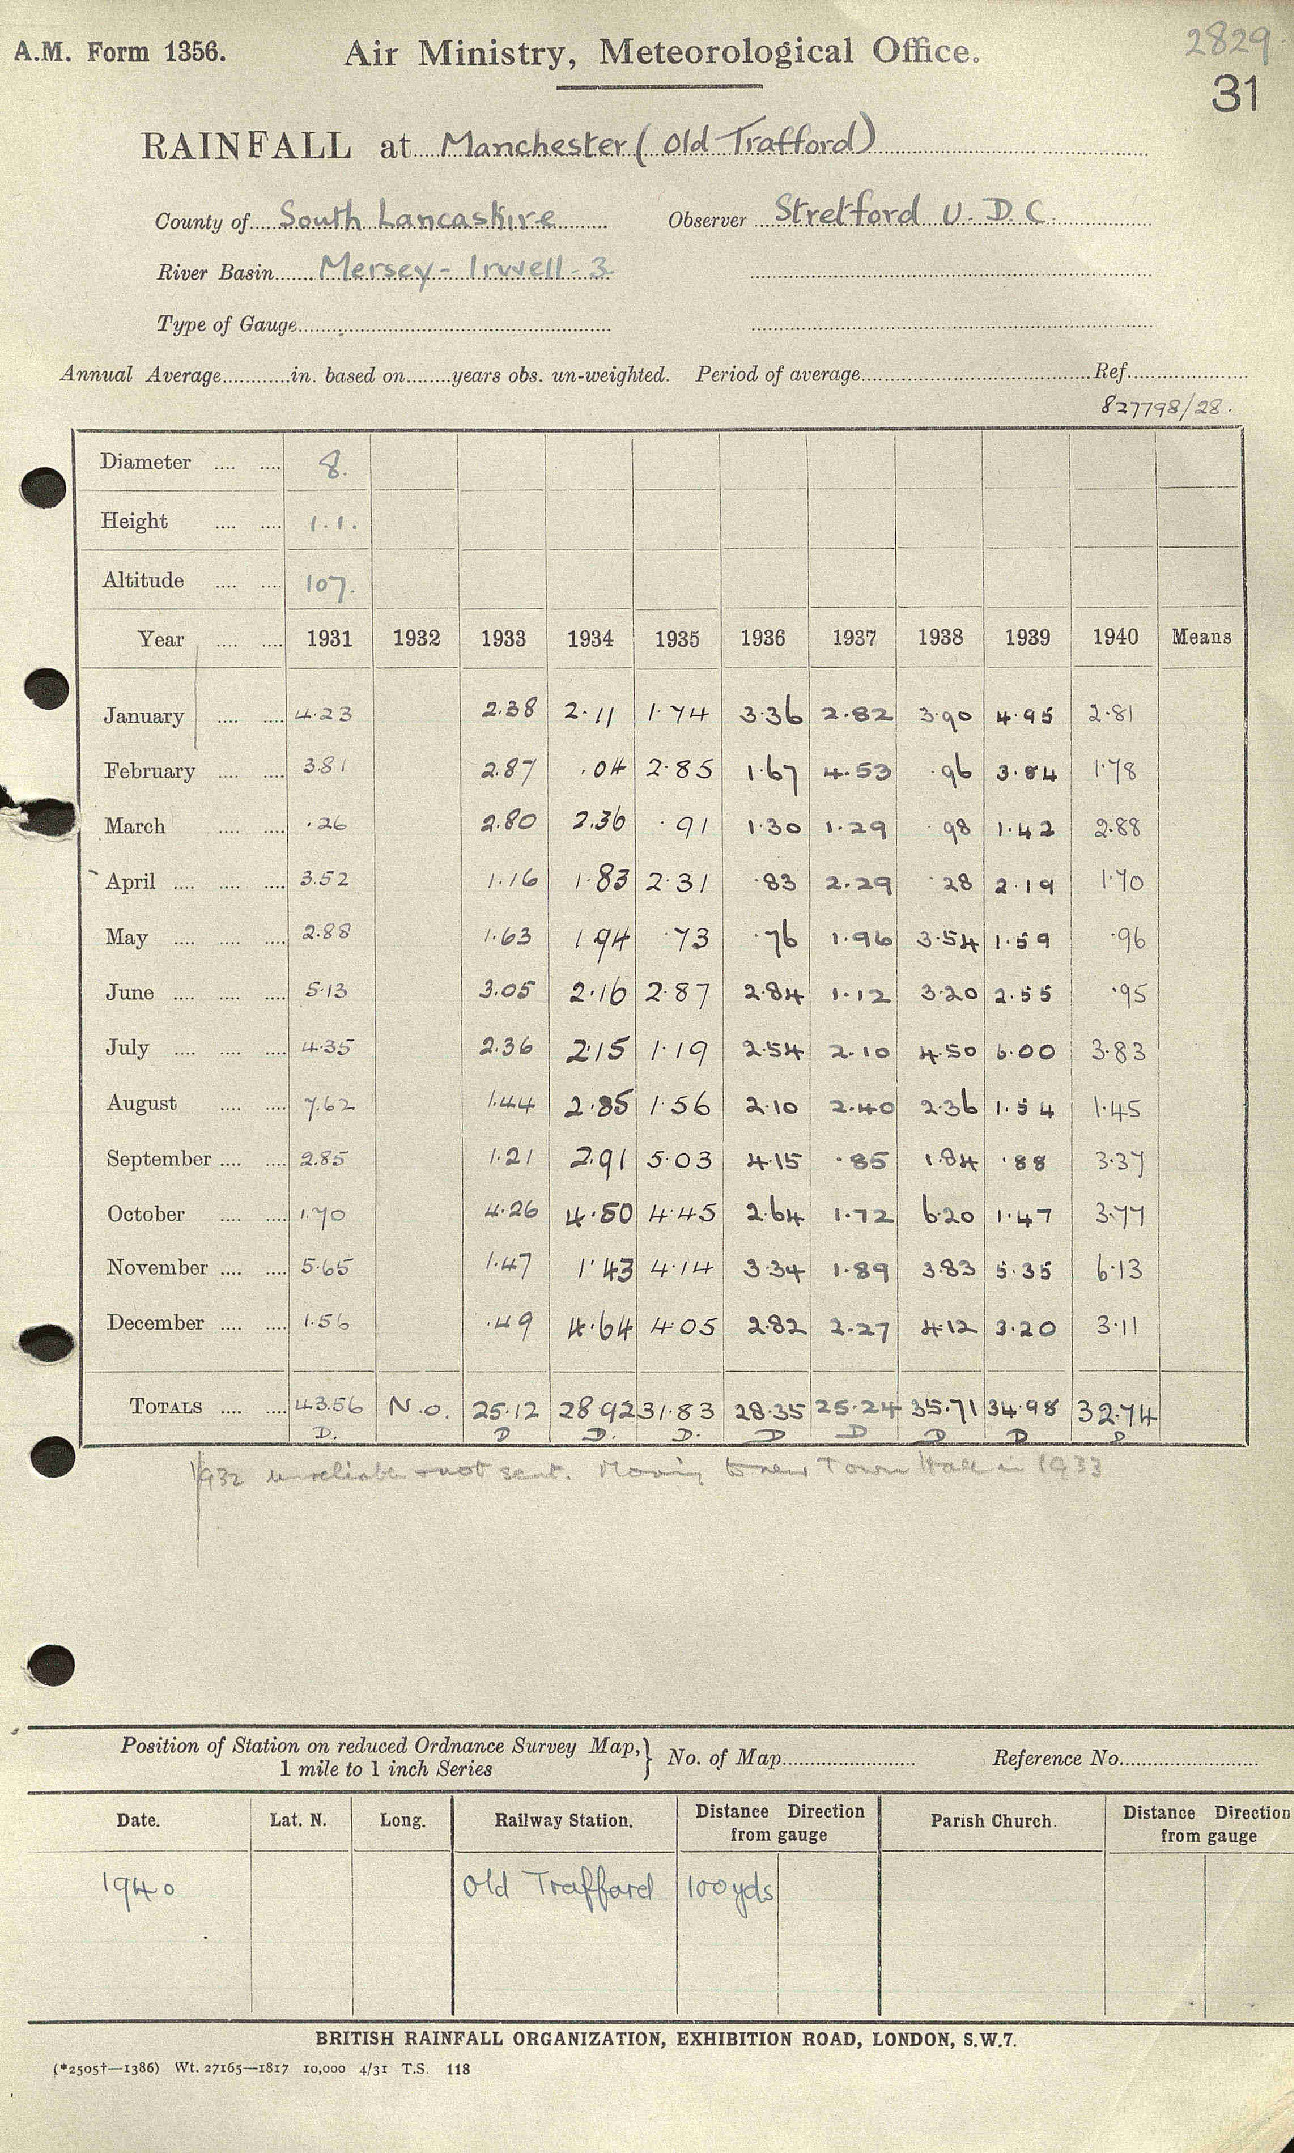 2829
A.M. Form 1356. Air Ministry, Meteorological Office.
31
RAINFALL at Manchester (Old Trafford)
County of South Lancashire Observer Stretford U.D.C.
River Basin Mersey - Irwell - 3
Type of Gauge
Annual Average in. based on years obs. un-weighted. Period of average Ref.
827798/28.
Diameter 8.
Height 1.1.
Altitude 107.
Year 1931 1932 1933 1934 1935 1936 1937 1938 1939 1940 Means
January 4.23 2.38 2.11 1.74 3.36 2.82 3.90 4.95 2.81
February 3.81 2.87 .04 2.85 1.67 4.53 .96 3.84 1.78
March .26 2.80 2.36 .91 1.30 1.29 .98 1.42 2.88
April 3.52 1.16 1.83 2.31 .83 2.29 .28 2.19 1.70
May 2.88 1.63 1.94 .73 .76 1.96 3.54 1.59 .96
June 5.13 3.05 2.16 2.87 2.84 1.12 3.20 2.55 .95
July 4.35 2.36 2.15 1.19 2.54 2.10 4.50 6.00 3.83
August 7.62 1.44 2.85 1.56 2.10 2.40 2.36 1.54 1.45
September 2.85 1.21 2.91 5.03 4.15 .85 1.84 .88 3.37
October 1.70 4.26 4.50 4.45 2.64 1.72 6.20 1.47 3.77
November 5.65 1.47 1.43 4.14 3.34 1.89 3.83 5.35 6.13
December 1.56 .49 4.64 4.05 2.82 2.27 4.12 3.20 3.11
TOTALS 43.56 N.o. 25.12 28.92 31.83 28.35 25.24 35.71 34.98 32.74
D. D D. D. D D D D D
1932 unreliable - not sent. Moving to new Town Hall in 1933
Position of Station on reduced Ordnance Survey Map, } No. of Map Reference No.
1 mile to 1 inch Series
Date. Lat. N. Long. Railway Station. Distance Direction from gauge Parish Church. Distance Direction from gauge
1940 Old Trafford 100yds
BRITISH RAINFALL ORGANIZATION, EXHIBITION ROAD, LONDON, S.W.7.
(*2505†—1386) Wt. 27165—1817 10,000 4/31 T.S. 118